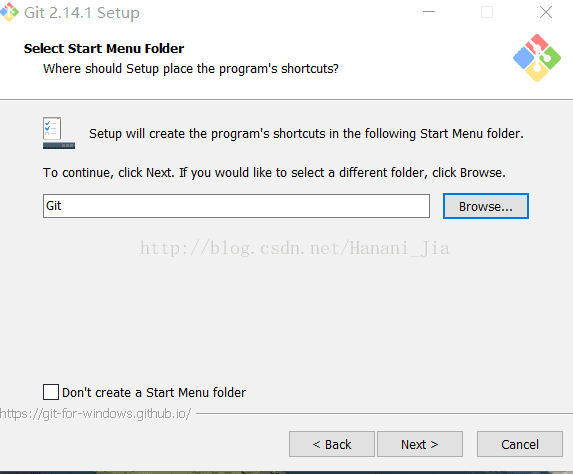 Git 2.14.1 Setup
Select Start Menu Folder
Where should Setup place the program's shortcuts?
Setup will create the program's shortcuts in the following Start Menu folder.
To continue, click Next. If you would like to select a different folder, click Browse.
Git Browse...
http://blog.csdn.net/Hanani_Jia
Don't create a Start Menu folder
https://git-for-windows.github.io/
< Back Next > Cancel